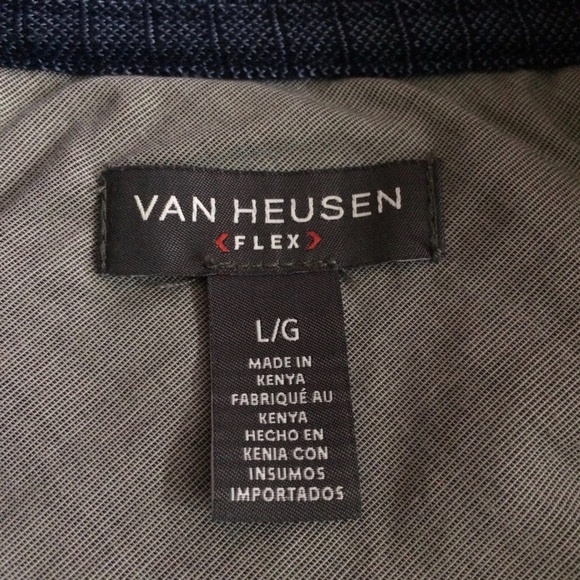 VAN HEUSEN
FLEX
L/G
MADE IN
KENYA
FABRIQUÉ AU
KENYA
HECHO EN
KENIA CON
INSUMOS
IMPORTADOS